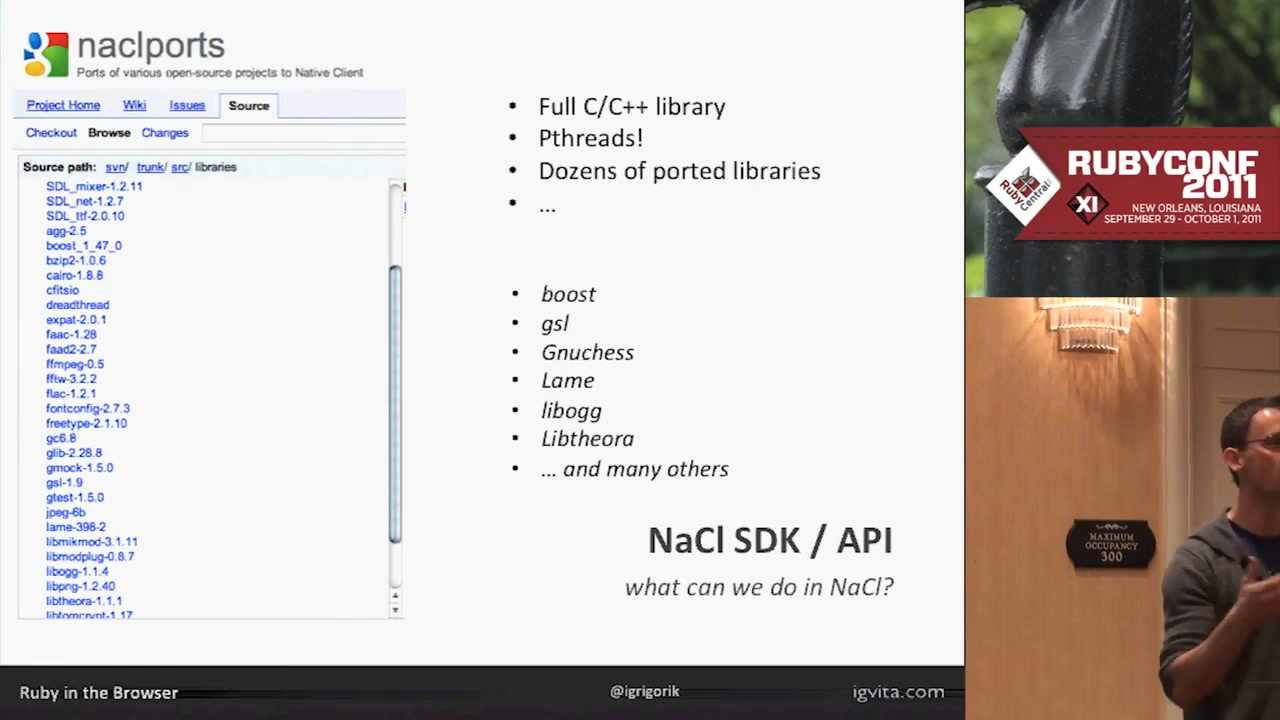 naclports
Ports of various open-source projects to Native Client
Project Home Wiki Issues Source
Checkout Browse Changes
Source path: svn/ trunk/ src/ libraries
SDL_mixer-1.2.11
SDL_net-1.2.7
SDL_ttf-2.0.10
agg-2.5
boost_1_47_0
bzip2-1.0.6
cairo-1.8.8
cfitsio
dreadthread
expat-2.0.1
faac-1.28
faad2-2.7
ffmpeg-0.5
fftw-3.2.2
flac-1.2.1
fontconfig-2.7.3
freetype-2.1.10
gc6.8
glib-2.28.8
gmock-1.5.0
gsl-1.9
gtest-1.5.0
jpeg-6b
lame-398-2
libmikmod-3.1.11
libmodplug-0.8.7
libogg-1.1.4
libpng-1.2.40
libtheora-1.1.1
libtomcrypt-1.17
• Full C/C++ library
• Pthreads!
• Dozens of ported libraries
• ...
• boost
• gsl
• Gnuchess
• Lame
• libogg
• Libtheora
• ... and many others
NaCl SDK / API
what can we do in NaCl?
Ruby in the Browser
@igrigorik
igvita.com
RubyCentral
XI
RUBYCONF
2011
NEW ORLEANS, LOUISIANA
SEPTEMBER 29 - OCTOBER 1, 2011
MAXIMUM
OCCUPANCY
300